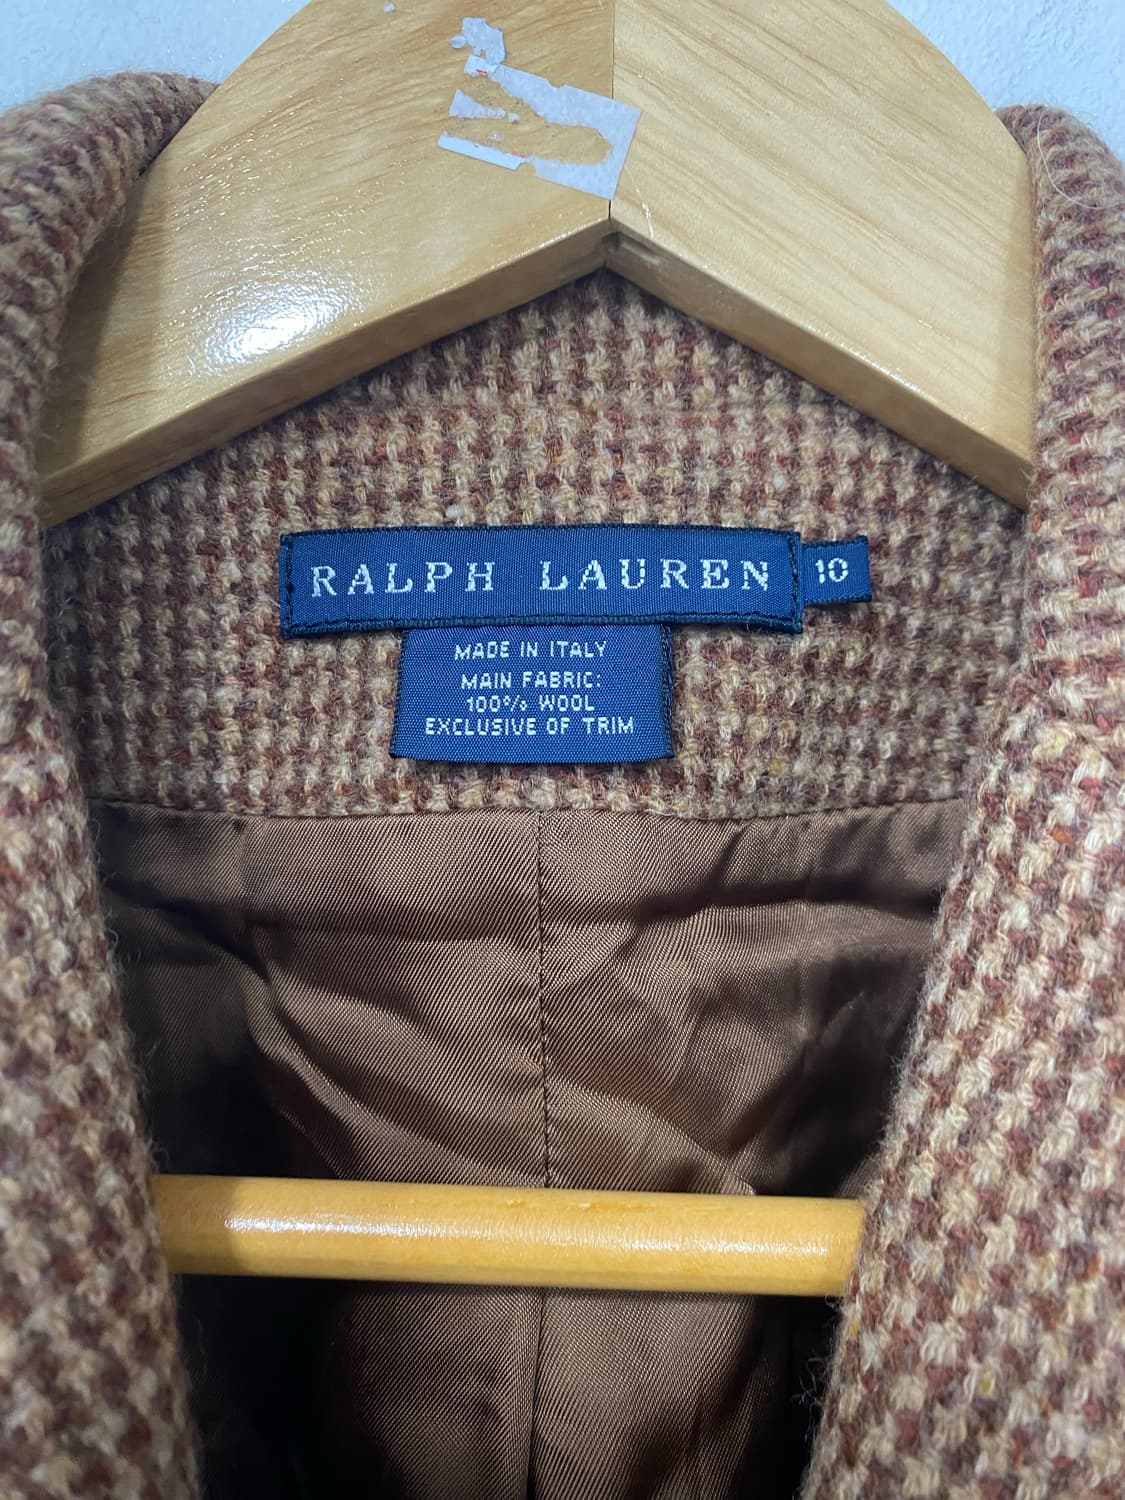 RALPH LAUREN 10
MADE IN ITALY
MAIN FABRIC:
100% WOOL
EXCLUSIVE OF TRIM